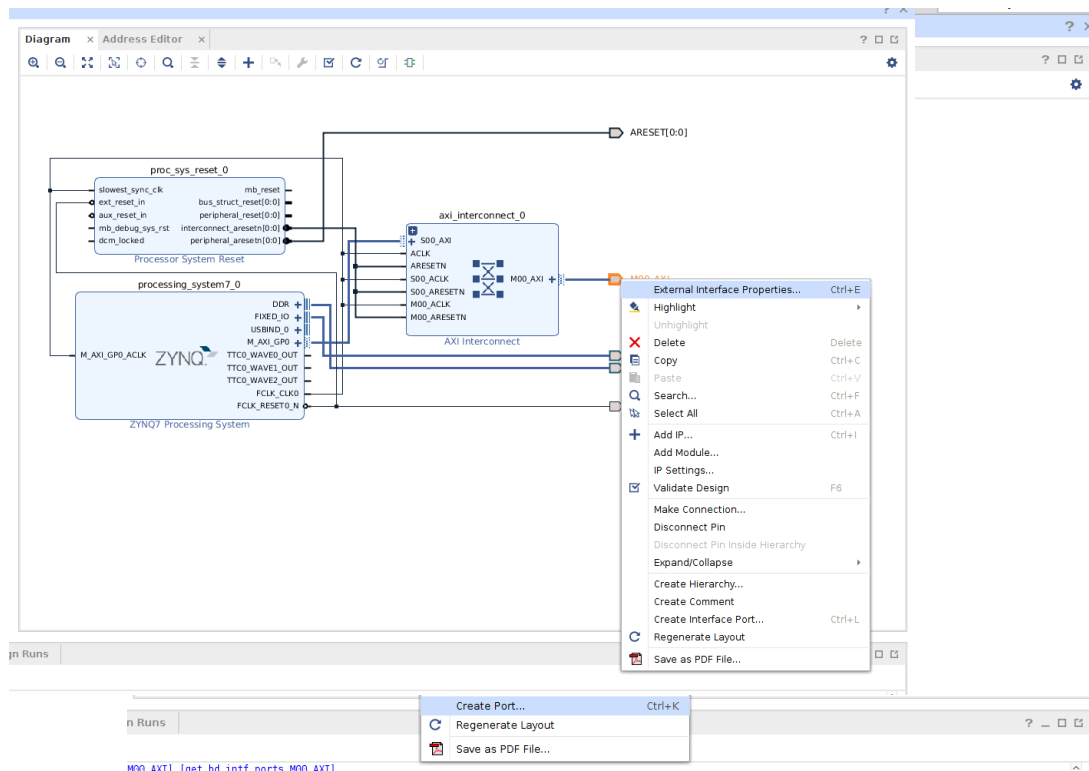 ? ×
Diagram × Address Editor ×
?
ARESET[0:0]
proc_sys_reset_0
slowest_sync_clk mb_reset
ext_reset_in bus_struct_reset[0:0]
aux_reset_in peripheral_reset[0:0]
mb_debug_sys_rst interconnect_aresetn[0:0]
dcm_locked peripheral_aresetn[0:0]
Processor System Reset
axi_interconnect_0
S00_AXI
ACLK
ARESETN
S00_ACLK
S00_ARESETN
M00_ACLK
M00_ARESETN
M00_AXI
AXI Interconnect
M00_AXI
processing_system7_0
DDR
FIXED_IO
USBIND_0
M_AXI_GP0
M_AXI_GP0_ACLK
ZYNQ
TTC0_WAVE0_OUT
TTC0_WAVE1_OUT
TTC0_WAVE2_OUT
FCLK_CLK0
FCLK_RESET0_N
ZYNQ7 Processing System
External Interface Properties... Ctrl+E
Highlight
Unhighlight
Delete Delete
Copy Ctrl+C
Paste Ctrl+V
Search... Ctrl+F
Select All Ctrl+A
Add IP... Ctrl+I
Add Module...
IP Settings...
Validate Design F6
Make Connection...
Disconnect Pin
Disconnect Pin Inside Hierarchy
Expand/Collapse
Create Hierarchy...
Create Comment
Create Interface Port... Ctrl+L
Regenerate Layout
Save as PDF File...
gn Runs
Create Port... Ctrl+K
Regenerate Layout
Save as PDF File...
n Runs
?
M00_AXI] [get_bd_intf_ports M00_AXI]
? ×
?